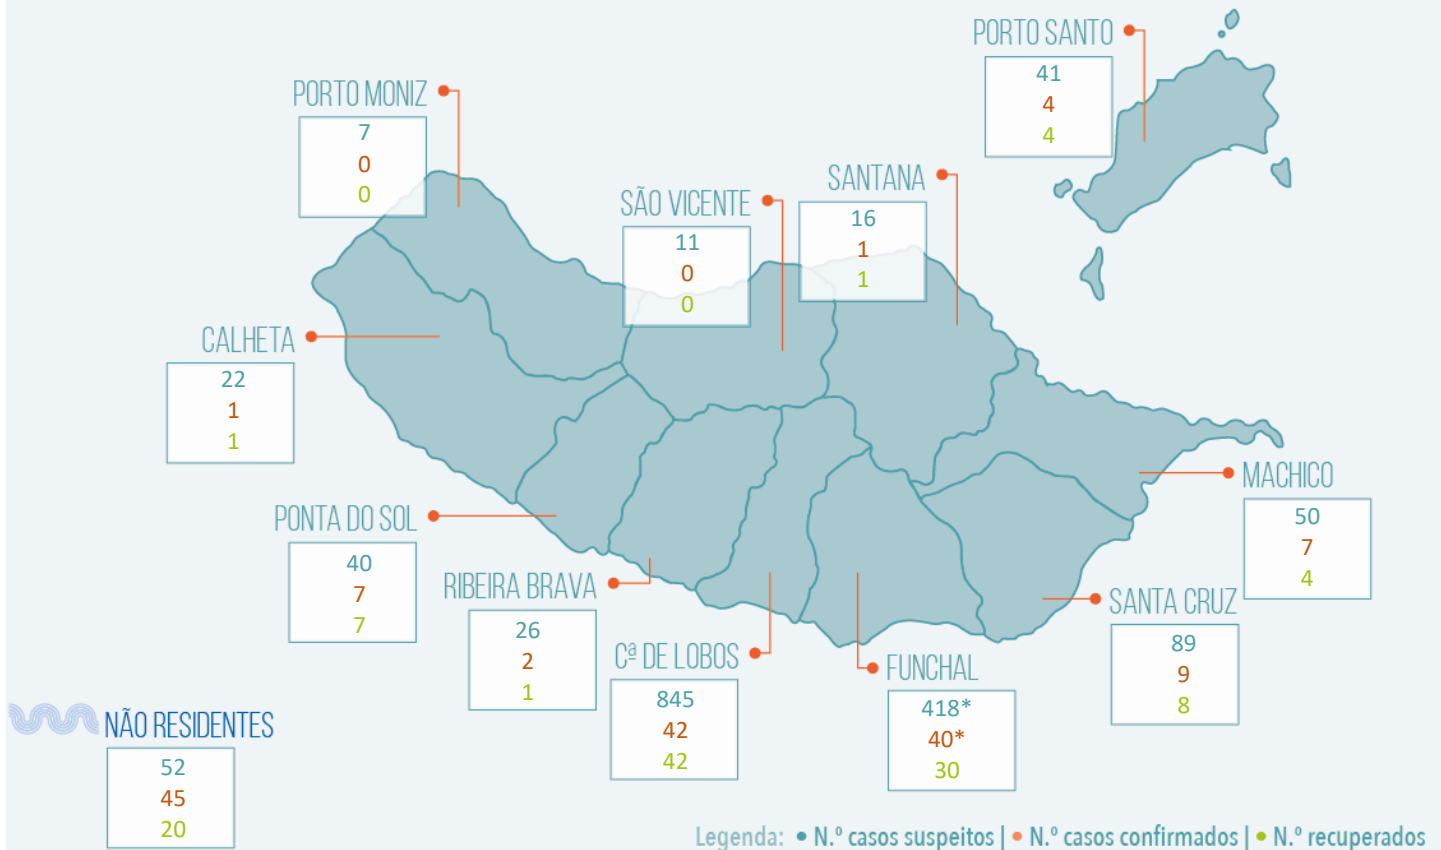 PORTO SANTO
41
4
4
PORTO MONIZ
7
0
0
SANTANA
16
1
1
SÃO VICENTE
11
0
0
CALHETA
22
1
1
MACHICO
50
7
4
PONTA DO SOL
40
7
7
RIBEIRA BRAVA
26
2
1
SANTA CRUZ
89
9
8
Cª DE LOBOS
845
42
42
FUNCHAL
418*
40*
30
NÃO RESIDENTES
52
45
20
Legenda: • N.º casos suspeitos | • N.º casos confirmados | • N.º recuperados